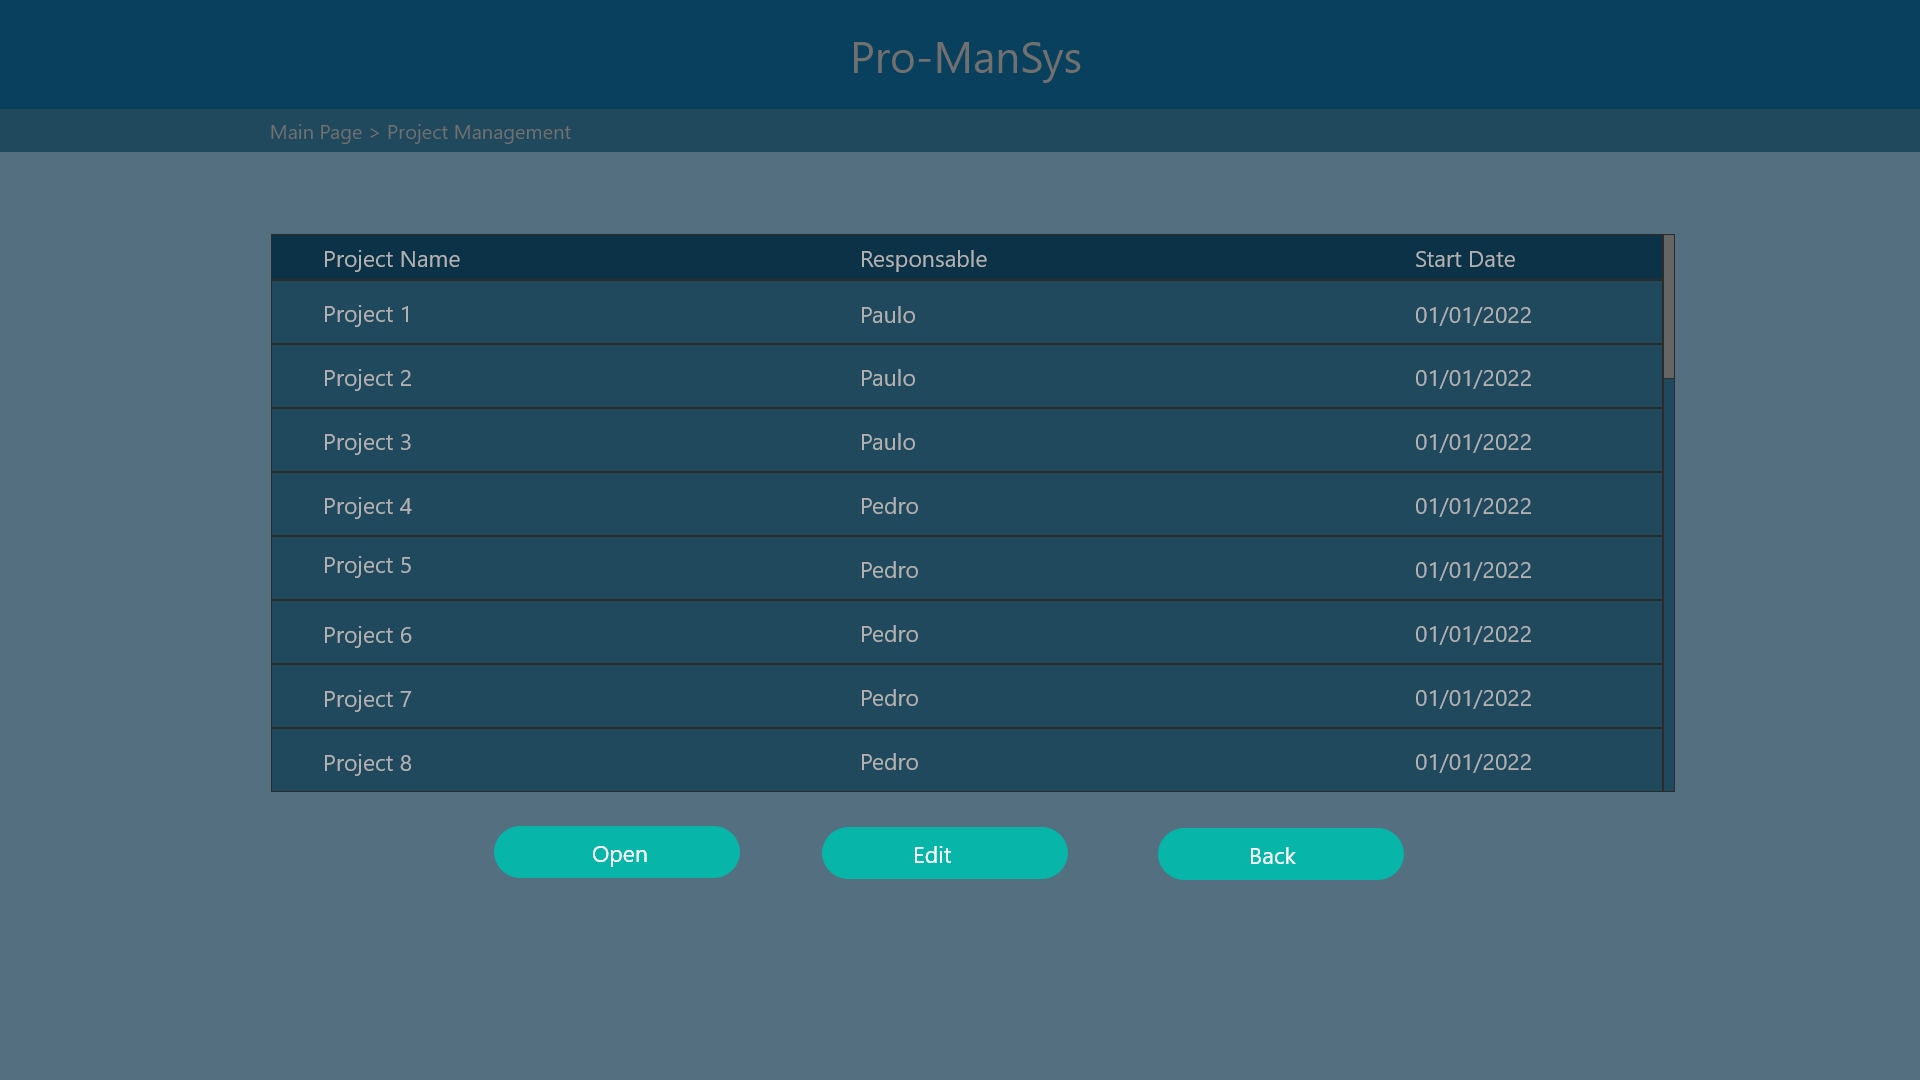 Pro-ManSys
Main Page > Project Management
Project Name Responsable Start Date
Project 1 Paulo 01/01/2022
Project 2 Paulo 01/01/2022
Project 3 Paulo 01/01/2022
Project 4 Pedro 01/01/2022
Project 5 Pedro 01/01/2022
Project 6 Pedro 01/01/2022
Project 7 Pedro 01/01/2022
Project 8 Pedro 01/01/2022
Open Edit Back